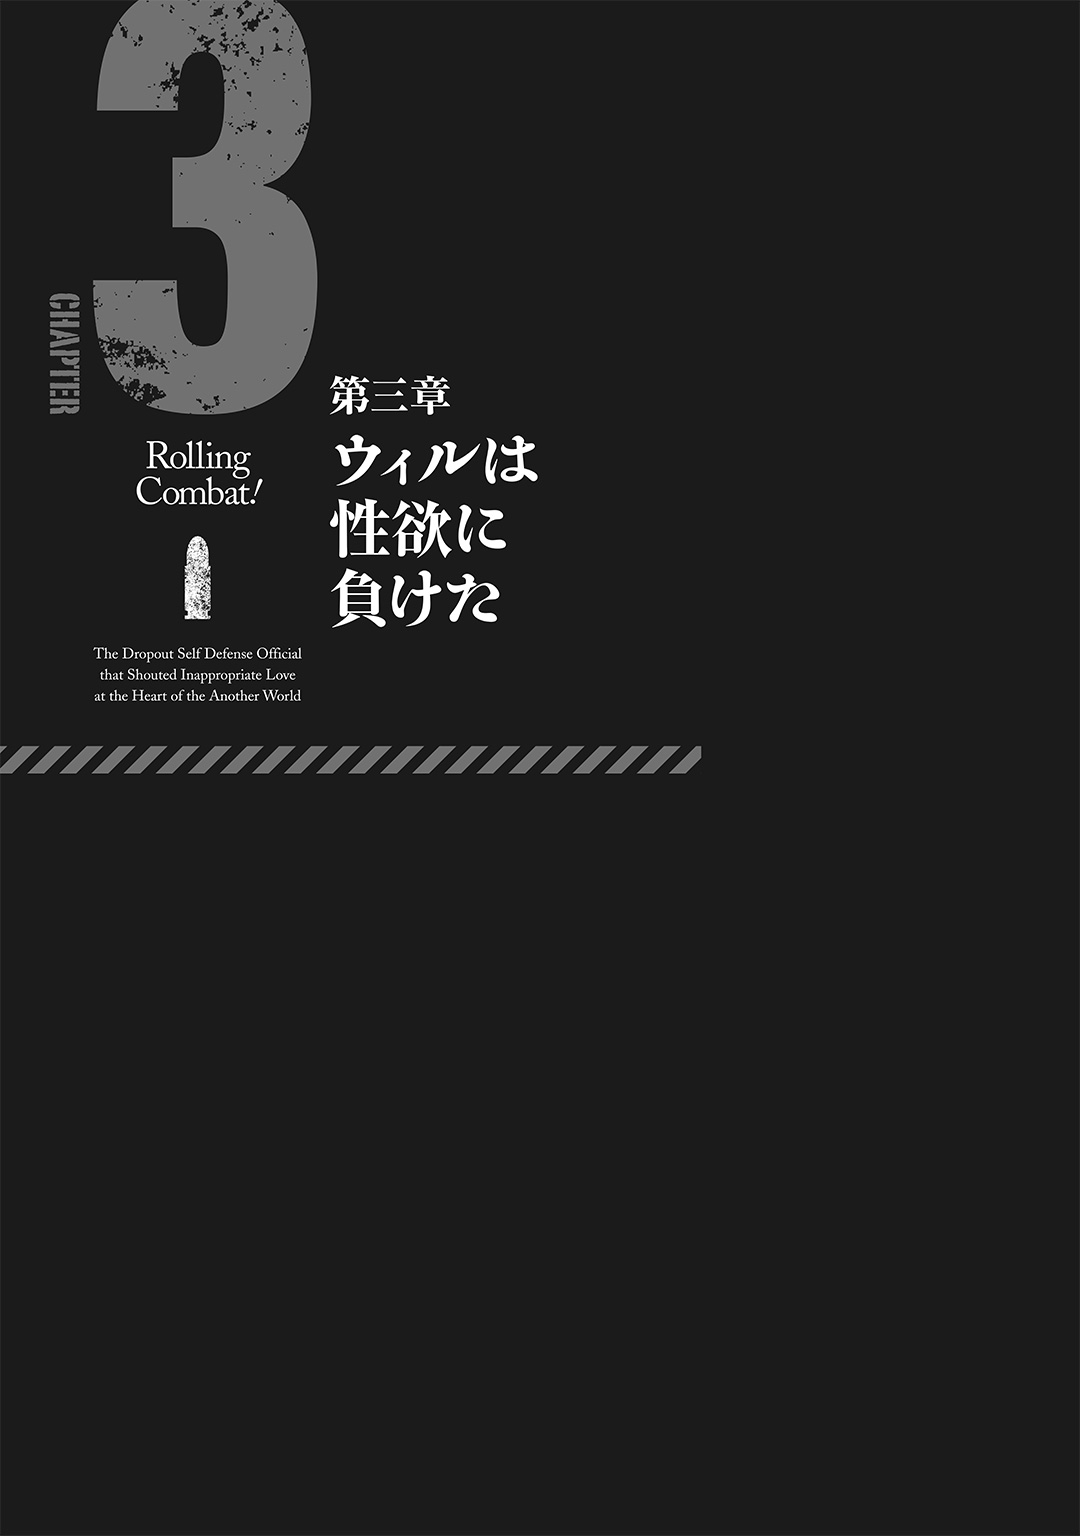 3
CHAPTER
第三章
ウィルは
性欲に
負けた
Rolling
Combat!
The Dropout Self Defense Official
that Shouted Inappropriate Love
at the Heart of the Another World